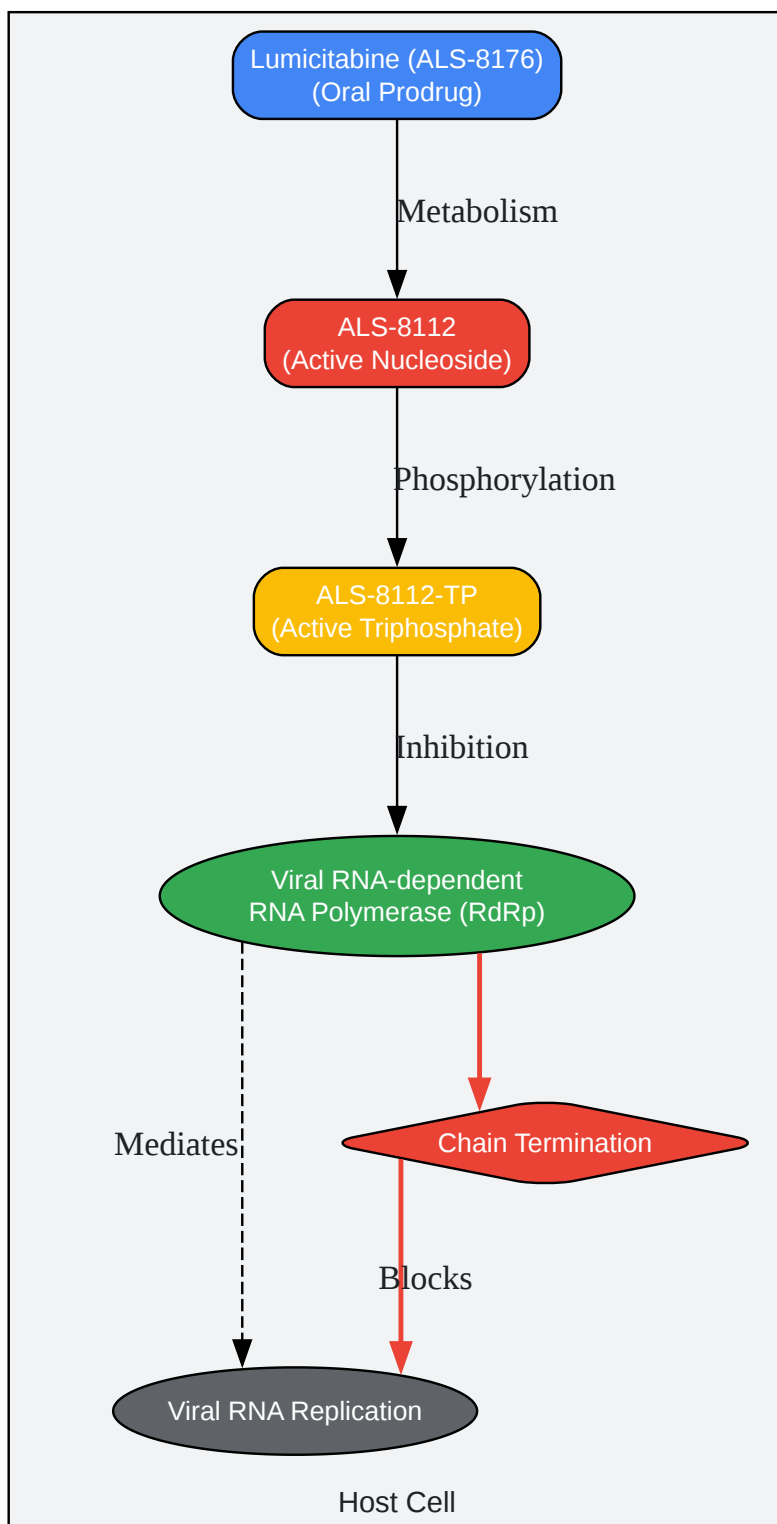 Lumicitabine (ALS-8176)
(Oral Prodrug)
Metabolism
ALS-8112
(Active Nucleoside)
Phosphorylation
ALS-8112-TP
(Active Triphosphate)
Inhibition
Viral RNA-dependent
RNA Polymerase (RdRp)
Mediates
Chain Termination
Blocks
Viral RNA Replication
Host Cell